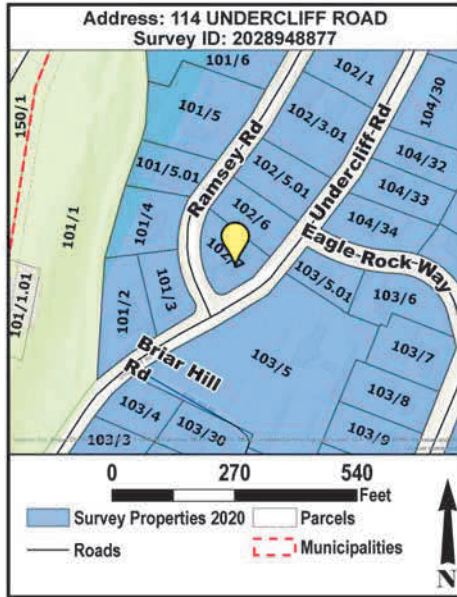 Address: 114 UNDERCLIFF ROAD
Survey ID: 2028948877
101/6
102/1
104/30
150/1
101/5
102/3.01
104/32
101/5.01
Ramsey-Rd
102/5.01
Undercliff-Rd
104/33
101/1
101/4
102/6
104/34
Eagle-Rock-Way
101/1.01
101/2
101/3
103/5.01
103/6
103/7
Briar Hill
Rd
103/5
103/8
103/4
103/30
103/3
103/9
0 270 540
Feet
Survey Properties 2020
Parcels
Roads
Municipalities
N